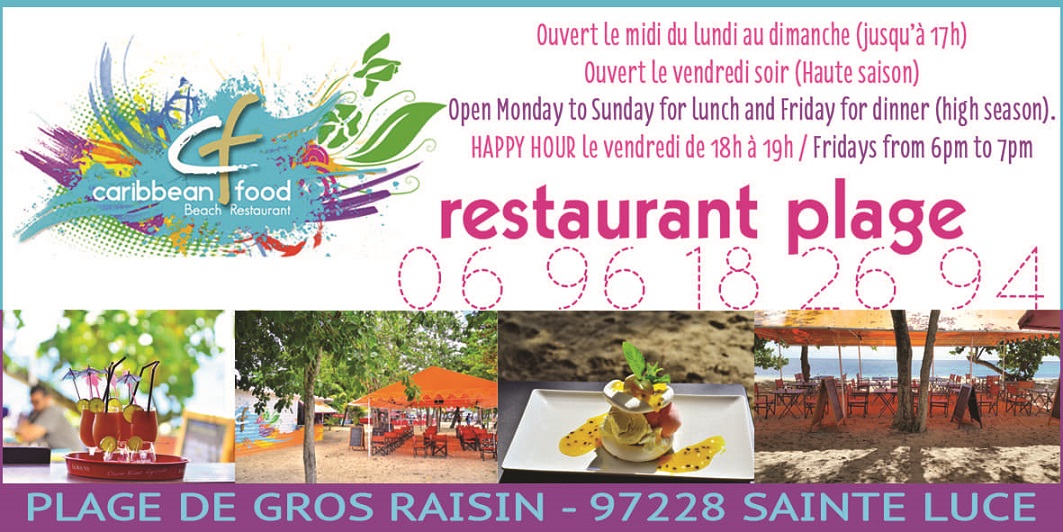 cf
caribbean food
Beach Restaurant
Ouvert le midi du lundi au dimanche (jusqu'à 17h)
Ouvert le vendredi soir (Haute saison)
Open Monday to Sunday for lunch and Friday for dinner (high season).
HAPPY HOUR le vendredi de 18h à 19h / Fridays from 6pm to 7pm
restaurant plage
06 96 18 26 94
PLAGE DE GROS RAISIN - 97228 SAINTE LUCE